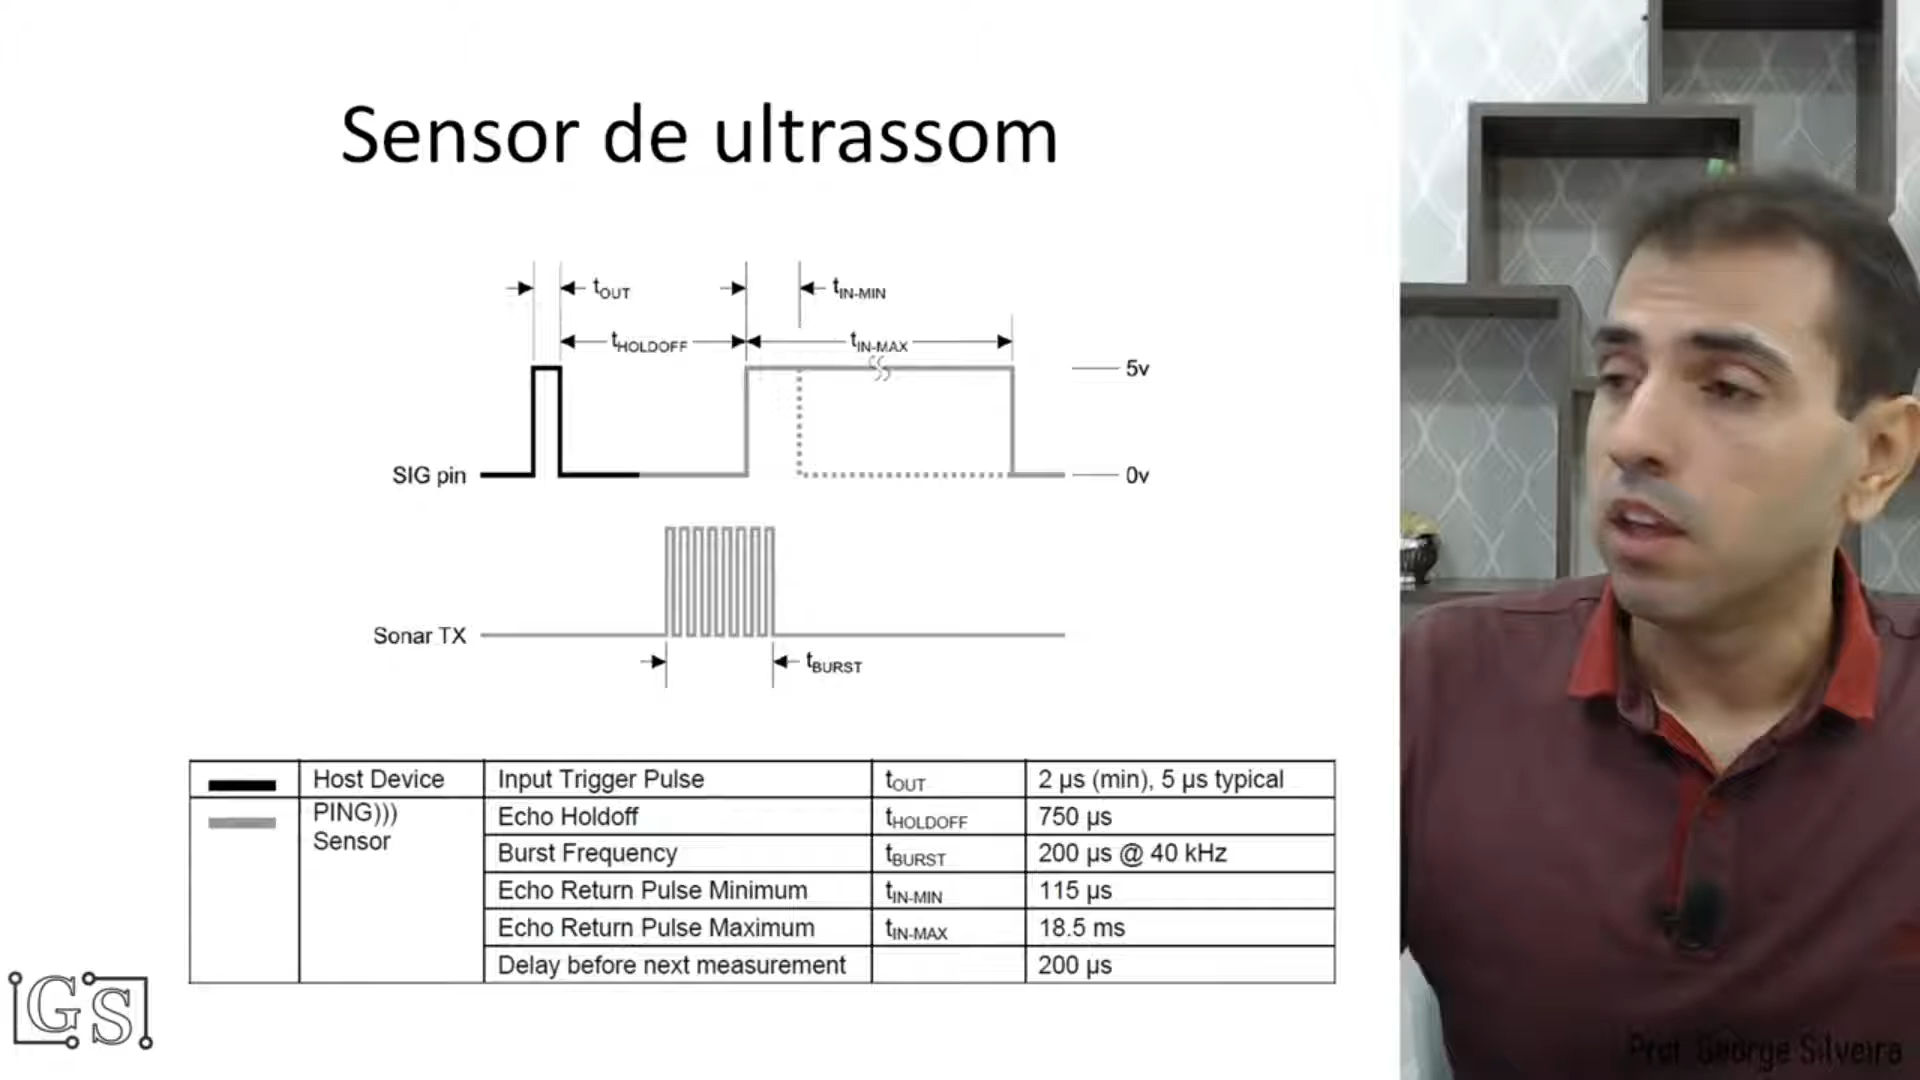 Sensor de ultrassom
tOUT
tIN-MIN
tHOLDOFF
tIN-MAX
5v
SIG pin
0v
Sonar TX
tBURST
Host Device Input Trigger Pulse tOUT 2 µs (min), 5 µs typical
PING))) Sensor Echo Holdoff tHOLDOFF 750 µs
Burst Frequency tBURST 200 µs @ 40 kHz
Echo Return Pulse Minimum tIN-MIN 115 µs
Echo Return Pulse Maximum tIN-MAX 18.5 ms
Delay before next measurement 200 µs
GS
Prof. George Silveira